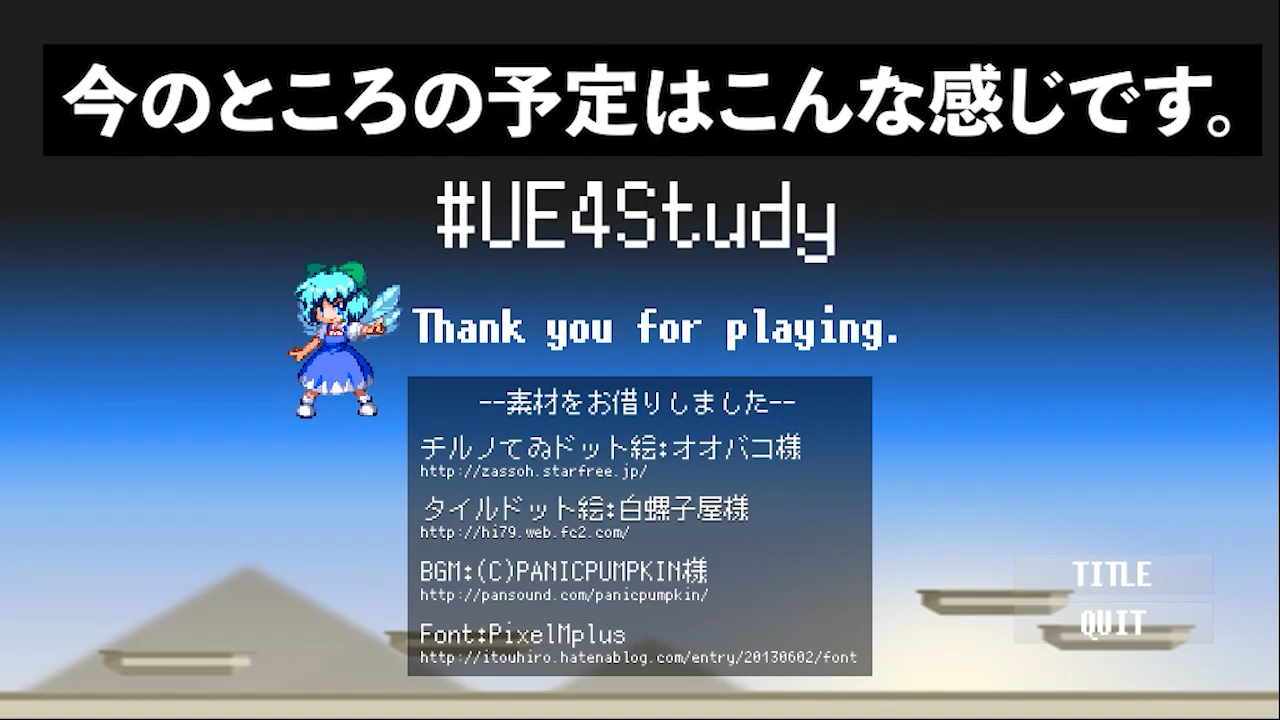 今のところの予定はこんな感じです。
#UE4Study
Thank you for playing.
--素材をお借りしました--
チルノてゐドット絵:オオバコ様
http://zassoh.starfree.jp/
タイルドット絵:白螺子屋様
http://hi79.web.fc2.com/
BGM:(C)PANICPUMPKIN様
http://pansound.com/panicpumpkin/
Font:PixelMplus
http://itouhiro.hatenablog.com/entry/20130602/font
TITLE
QUIT